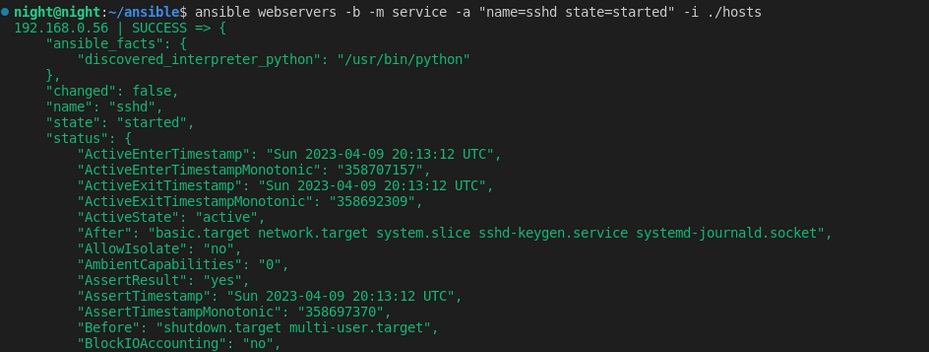 night@night:~/ansible$ ansible webservers -b -m service -a "name=sshd state=started" -i ./hosts
192.168.0.56 | SUCCESS => {
    "ansible_facts": {
        "discovered_interpreter_python": "/usr/bin/python"
    },
    "changed": false,
    "name": "sshd",
    "state": "started",
    "status": {
        "ActiveEnterTimestamp": "Sun 2023-04-09 20:13:12 UTC",
        "ActiveEnterTimestampMonotonic": "358707157",
        "ActiveExitTimestamp": "Sun 2023-04-09 20:13:12 UTC",
        "ActiveExitTimestampMonotonic": "358692309",
        "ActiveState": "active",
        "After": "basic.target network.target system.slice sshd-keygen.service systemd-journald.socket",
        "AllowIsolate": "no",
        "AmbientCapabilities": "0",
        "AssertResult": "yes",
        "AssertTimestamp": "Sun 2023-04-09 20:13:12 UTC",
        "AssertTimestampMonotonic": "358697370",
        "Before": "shutdown.target multi-user.target",
        "BlockIOAccounting": "no",